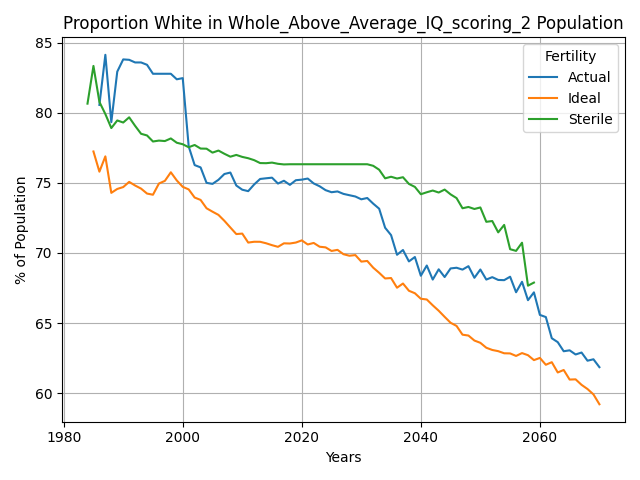 Proportion White in Whole_Above_Average_IQ_scoring_2 Population
85
80
75
70
65
60
% of Population
Fertility
Actual
Ideal
Sterile
1980 2000 2020 2040 2060
Years